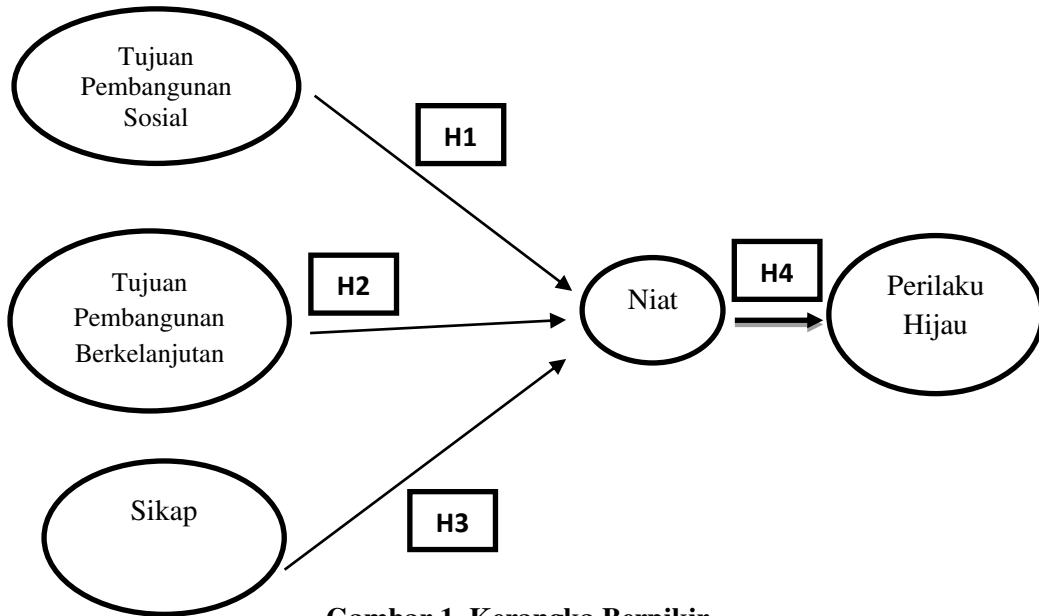 Tujuan
Pembangunan
Sosial
H1
Tujuan
Pembangunan
Berkelanjutan
H2
Niat
H4
Perilaku
Hijau
Sikap
H3
Gambar 1. Kerangka Berpikir